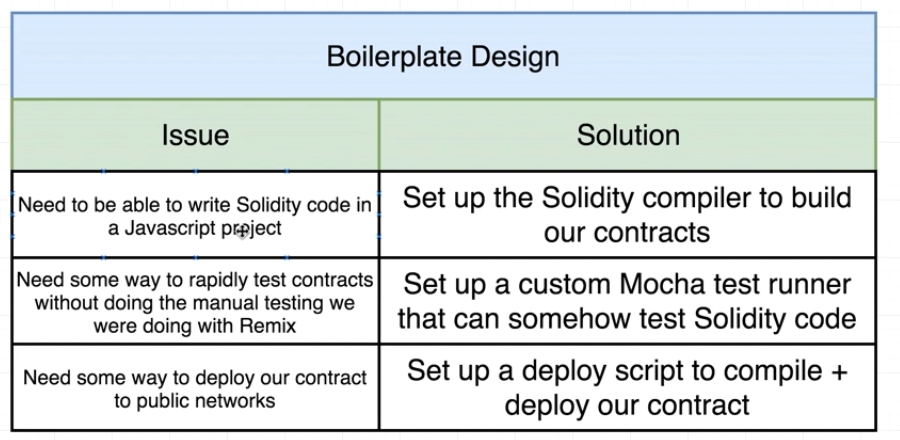 Boilerplate Design
Issue
Solution
Need to be able to write Solidity code in
a Javascript project
Set up the Solidity compiler to build
our contracts
Need some way to rapidly test contracts
without doing the manual testing we
were doing with Remix
Set up a custom Mocha test runner
that can somehow test Solidity code
Need some way to deploy our contract
to public networks
Set up a deploy script to compile +
deploy our contract